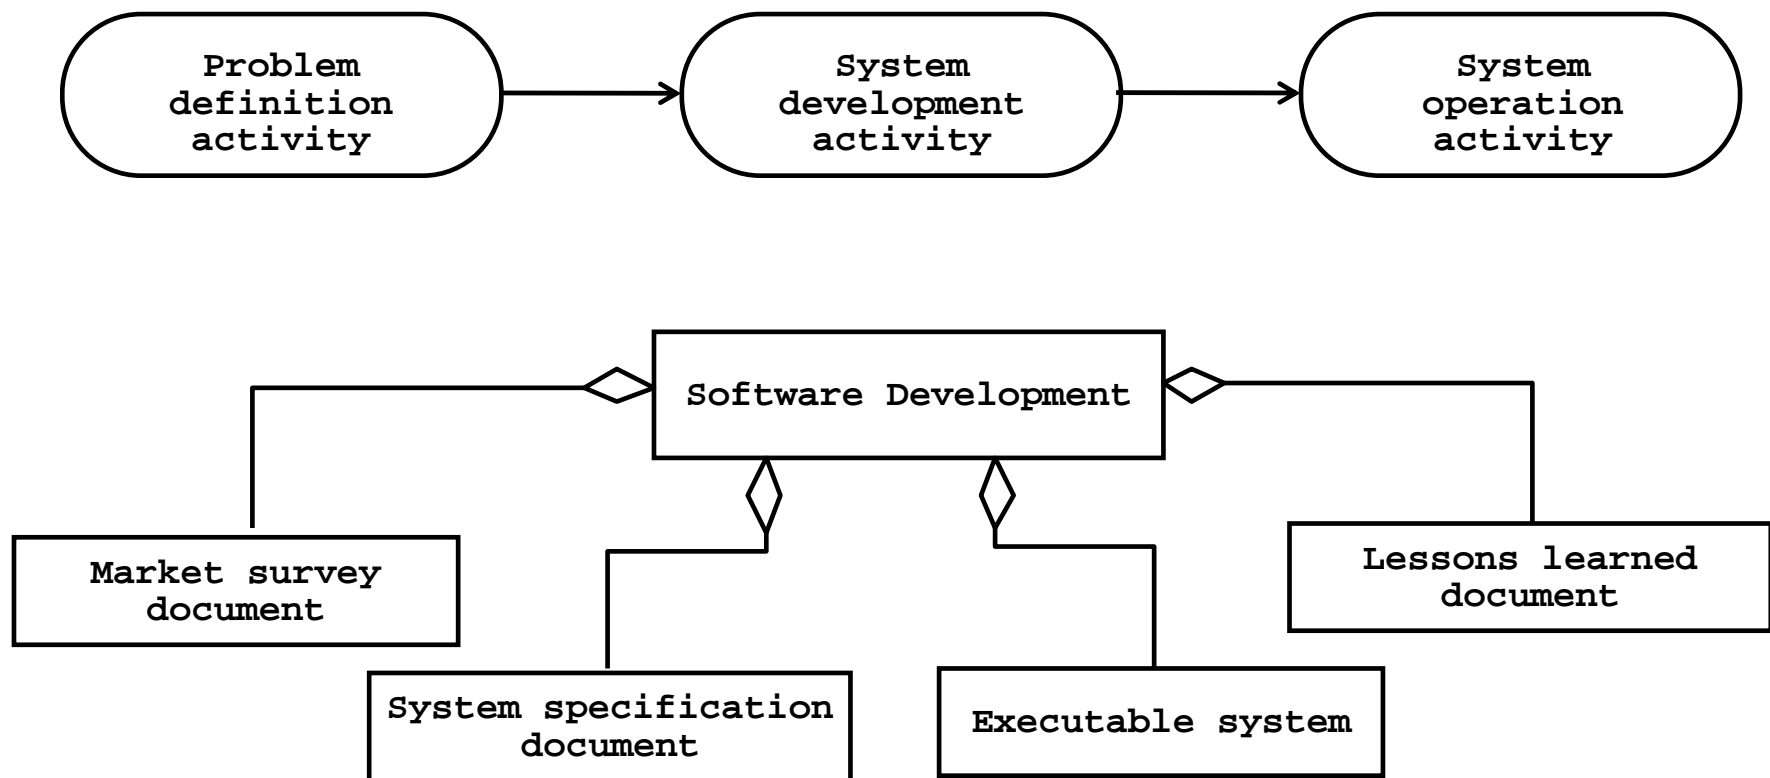 Problem
definition
activity
System
development
activity
System
operation
activity
Software Development
Market survey
document
Lessons learned
document
System specification
document
Executable system